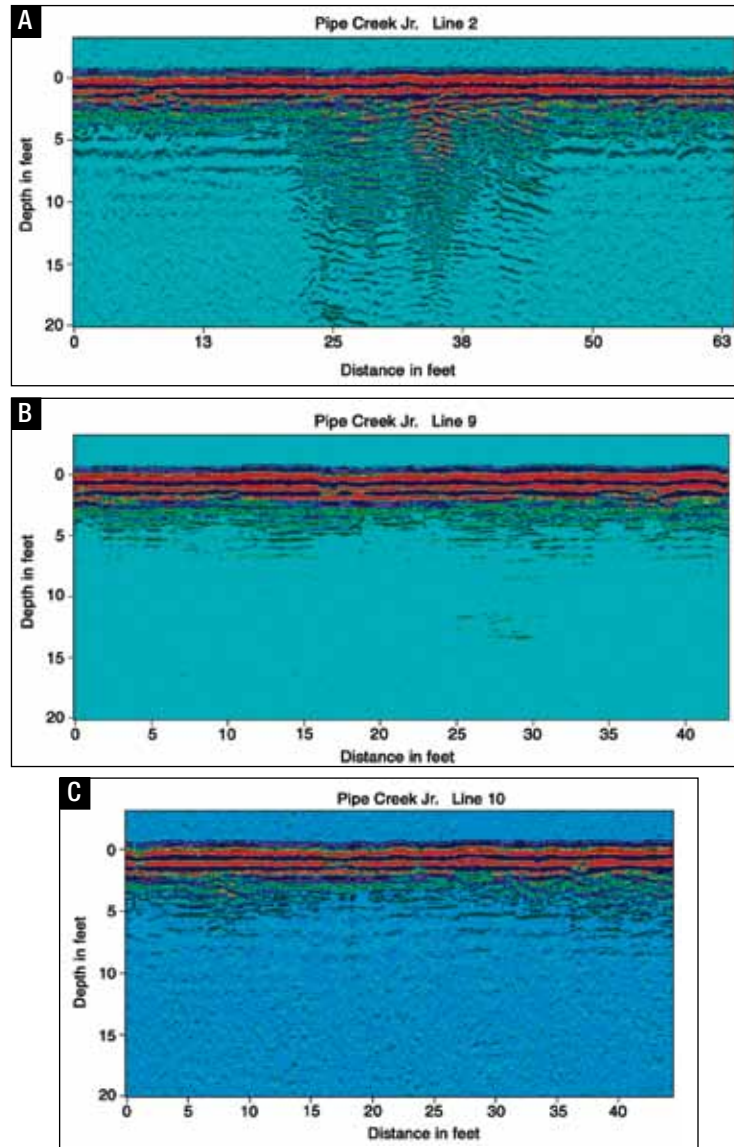 A
Pipe Creek Jr. Line 2
Depth in feet
0
5
10
15
20
0 13 25 38 50 63
Distance in feet
B
Pipe Creek Jr. Line 9
Depth in feet
0
5
10
15
20
0 5 10 15 20 25 30 35 40
Distance in feet
C
Pipe Creek Jr. Line 10
Depth in feet
0
5
10
15
20
0 5 10 15 20 25 30 35 40
Distance in feet